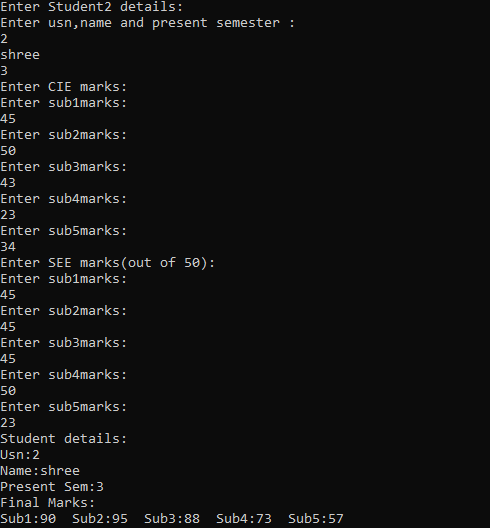 Enter Student2 details:
Enter usn,name and present semester :
2
shree
3
Enter CIE marks:
Enter sub1marks:
45
Enter sub2marks:
50
Enter sub3marks:
43
Enter sub4marks:
23
Enter sub5marks:
34
Enter SEE marks(out of 50):
Enter sub1marks:
45
Enter sub2marks:
45
Enter sub3marks:
45
Enter sub4marks:
50
Enter sub5marks:
23
Student details:
Usn:2
Name:shree
Present Sem:3
Final Marks:
Sub1:90  Sub2:95  Sub3:88  Sub4:73  Sub5:57